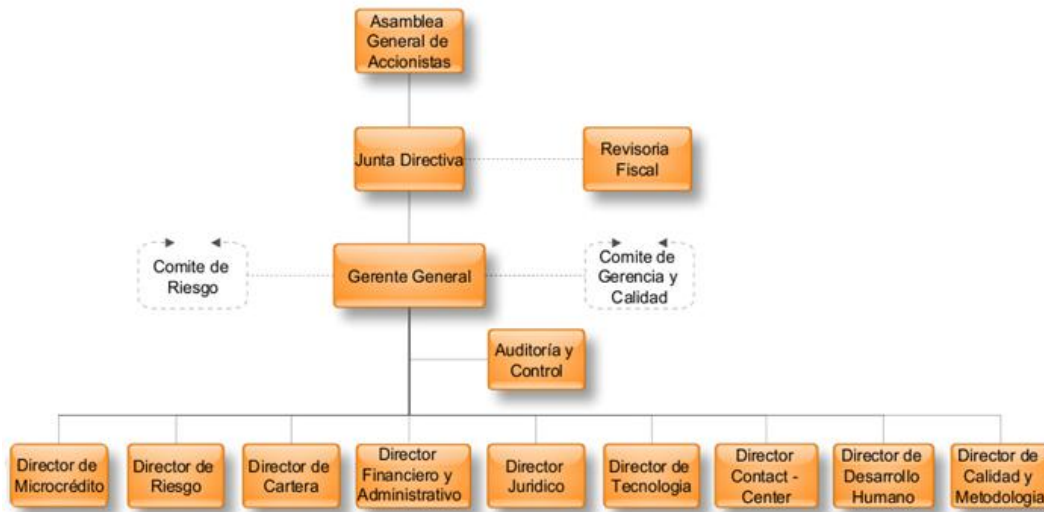 Asamblea
General de
Accionistas
Junta Directiva
Revisoria
Fiscal
Comite de
Riesgo
Gerente General
Comite de
Gerencia y
Calidad
Auditoría y
Control
Director de
Microcrédito
Director de
Riesgo
Director de
Cartera
Director
Financiero y
Administrativo
Director
Juridico
Director de
Tecnologia
Director
Contact -
Center
Director de
Desarrollo
Humano
Director de
Calidad y
Metodologia